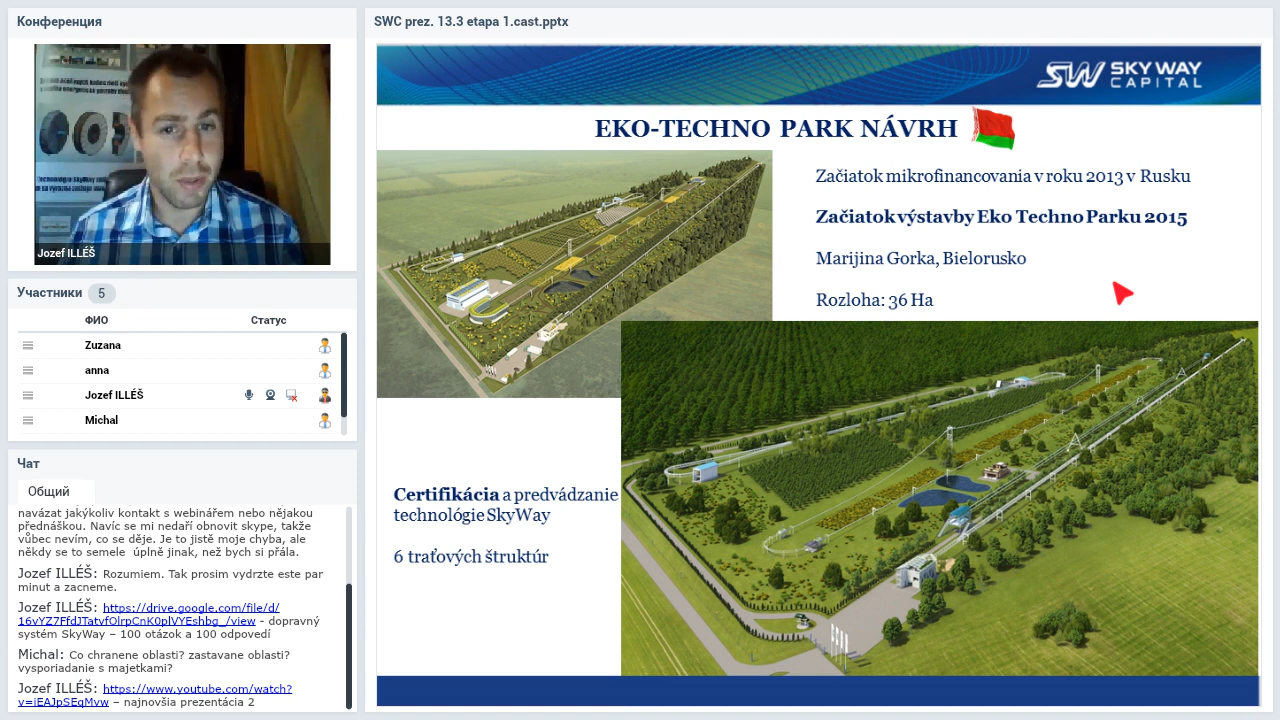 Конференция
Jozef ILLÉŠ
Участники 5
ФИО Статус
Zuzana
anna
Jozef ILLÉŠ
Michal
Чат
Общий
navázat jakýkoliv kontakt s webinářem nebo nějakou
přednáškou. Navíc se mi nedaří obnovit skype, takže
vůbec nevím, co se děje. Je to jistě moje chyba, ale
někdy se to semele úplně jinak, než bych si přála.
Jozef ILLÉŠ: Rozumiem. Tak prosim vydrzte este par
minut a zacneme.
Jozef ILLÉŠ: https://drive.google.com/file/d/
16vYZ7FfdJTatvfOlrpCnK0plVYEshbg_/view - dopravný
systém SkyWay – 100 otázok a 100 odpovedí
Michal: Co chranene oblasti? zastavane oblasti?
vysporiadanie s majetkami?
Jozef ILLÉŠ: https://www.youtube.com/watch?
v=iEAJpSEqMvw – najnovšia prezentácia 2
SWC prez. 13.3 etapa 1.cast.pptx
SW SKY WAY
CAPITAL
EKO-TECHNO PARK NÁVRH
Začiatok mikrofinancovania v roku 2013 v Rusku
Začiatok výstavby Eko Techno Parku 2015
Marijina Gorka, Bielorusko
Rozloha: 36 Ha
Certifikácia a predvádzanie
technológie SkyWay
6 traťových štruktúr